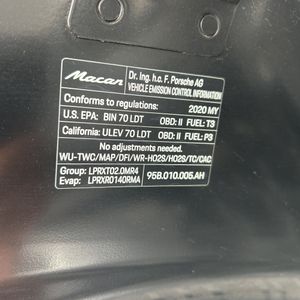 Macan
Dr. Ing. h.c. F. Porsche AG
VEHICLE EMISSION CONTROL INFORMATION
Conforms to regulations: 2020 MY
U.S. EPA: BIN 70 LDT OBD: II FUEL: T3
California: ULEV 70 LDT OBD: II FUEL: P3
No adjustments needed.
WU-TWC/MAP/DFI/WR-HO2S/HO2S/TC/CAC
Group: LPRXT02.0MR4
Evap: LPRXR0140RMA
95B.010.005.AH